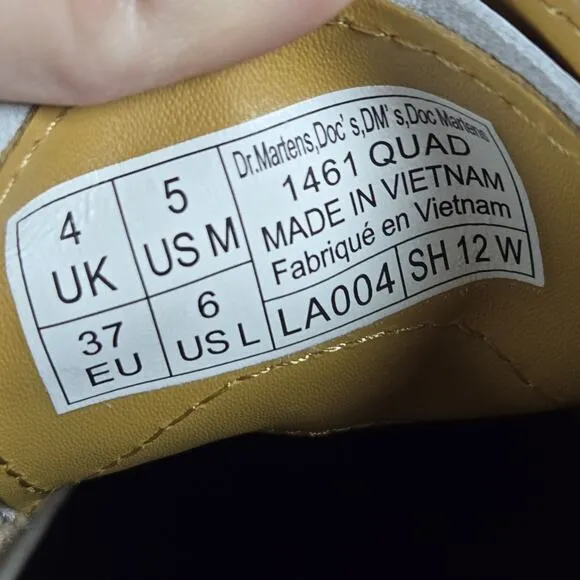 4
UK
5
US M
37
EU
6
US L
Dr.Martens,Doc's,DM's,Doc Martens
1461 QUAD
MADE IN VIETNAM
Fabriqué en Vietnam
LA004
SH 12 W